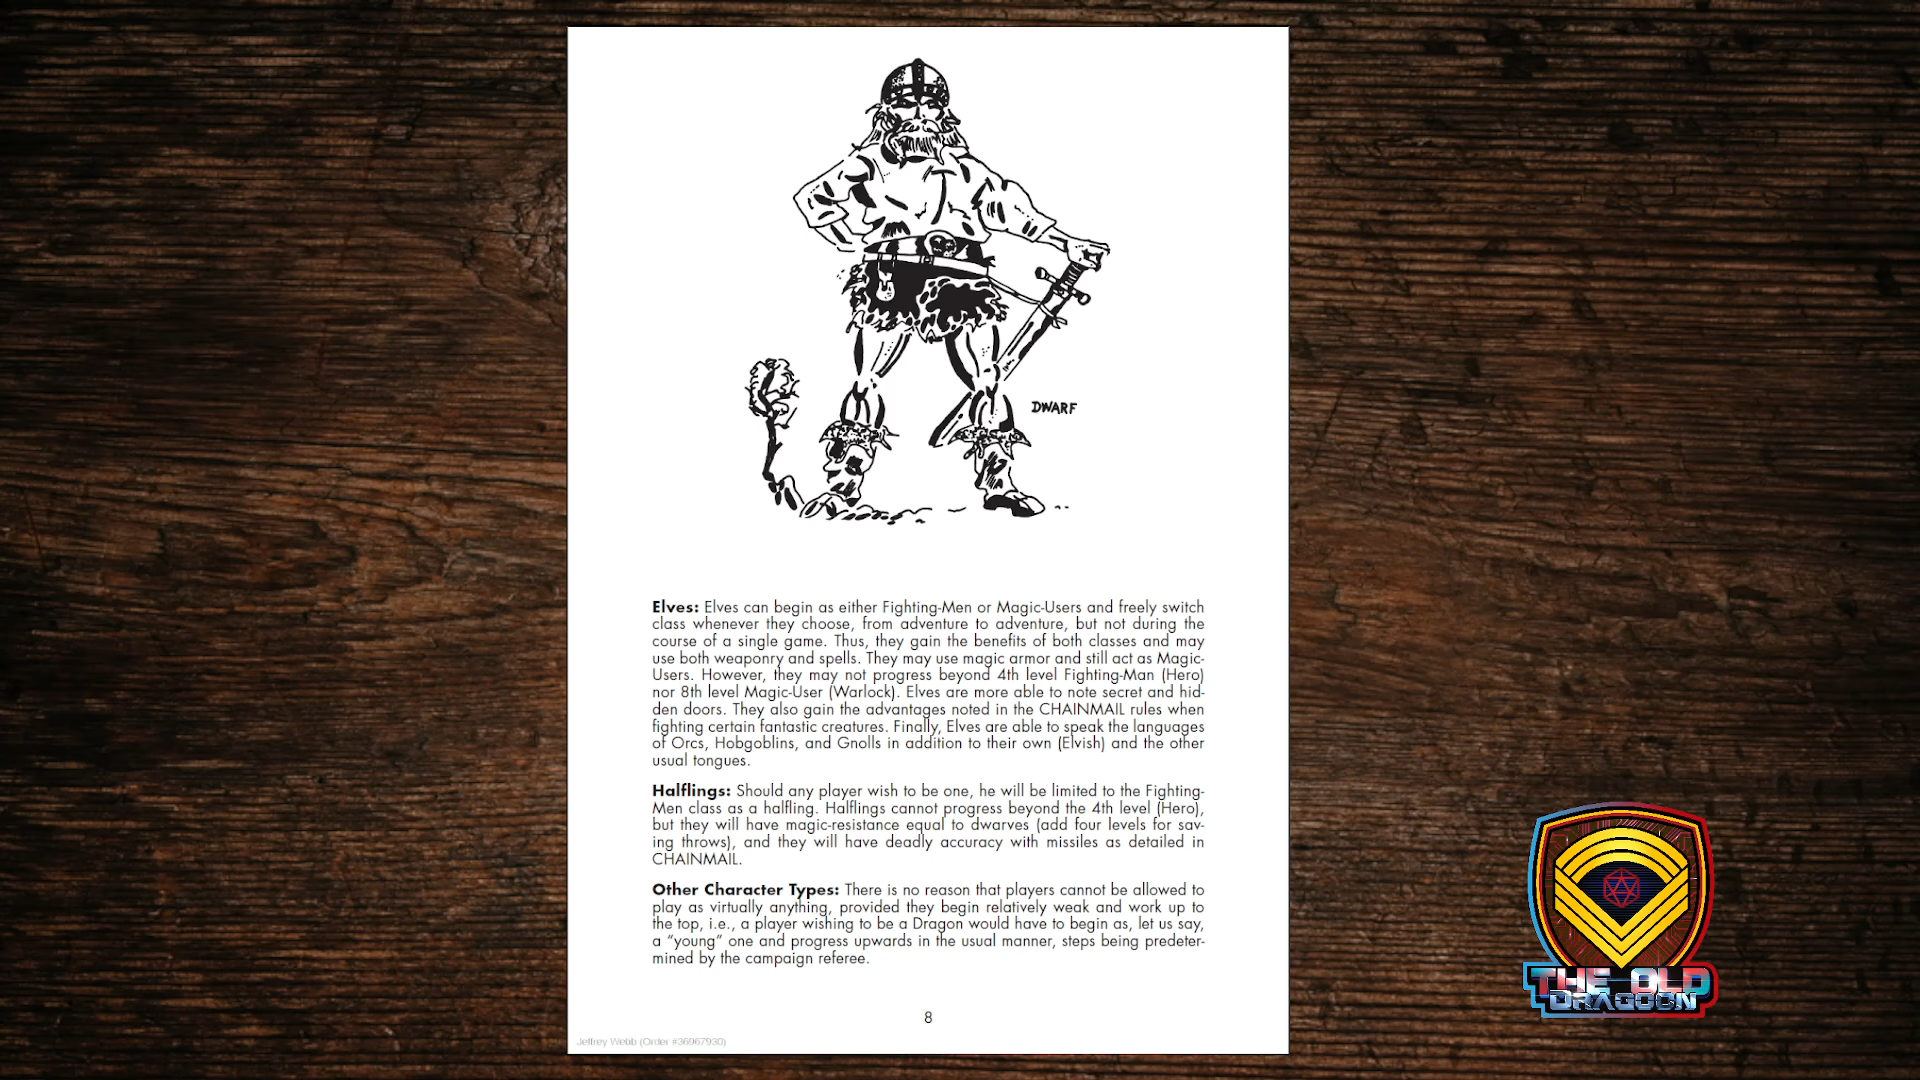 DWARF
Elves: Elves can begin as either Fighting-Men or Magic-Users and freely switch
class whenever they choose, from adventure to adventure, but not during the
course of a single game. Thus, they gain the benefits of both classes and may
use both weaponry and spells. They may use magic armor and still act as Magic-
Users. However, they may not progress beyond 4th level Fighting-Man (Hero)
nor 8th level Magic-User (Warlock). Elves are more able to note secret and hid-
den doors. They also gain the advantages noted in the CHAINMAIL rules when
fighting certain fantastic creatures. Finally, Elves are able to speak the languages
of Orcs, Hobgoblins, and Gnolls in addition to their own (Elvish) and the other
usual tongues.
Halflings: Should any player wish to be one, he will be limited to the Fighting-
Men class as a halfling. Halflings cannot progress beyond the 4th level (Hero),
but they will have magic-resistance equal to dwarves (add four levels for sav-
ing throws), and they will have deadly accuracy with missiles as detailed in
CHAINMAIL.
Other Character Types: There is no reason that players cannot be allowed to
play as virtually anything, provided they begin relatively weak and work up to
the top, i.e., a player wishing to be a Dragon would have to begin as, let us say,
a “young” one and progress upwards in the usual manner, steps being predeter-
mined by the campaign referee.
8
Jeffrey Webb (Order #36967930)
THE OLD
DRAGOON